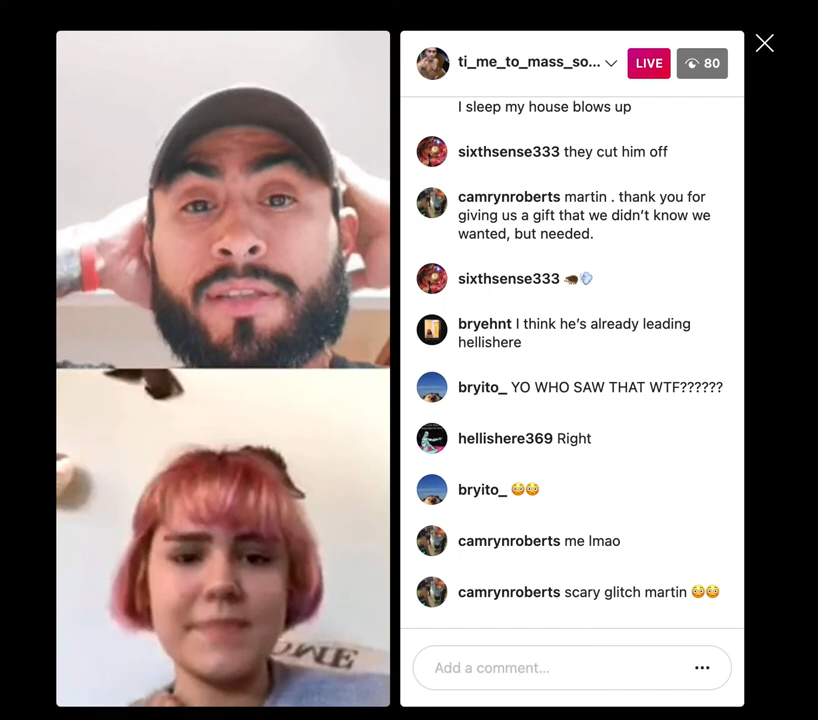 ti_me_to_mass_so...
LIVE
80
I sleep my house blows up
sixthsense333 they cut him off
camrynroberts martin . thank you for
giving us a gift that we didn’t know we
wanted, but needed.
sixthsense333 🦔💨
bryehnt I think he’s already leading
hellishere
bryito_ YO WHO SAW THAT WTF??????
hellishere369 Right
bryito_ 😳😳
camrynroberts me lmao
camrynroberts scary glitch martin 😳😳
Add a comment...